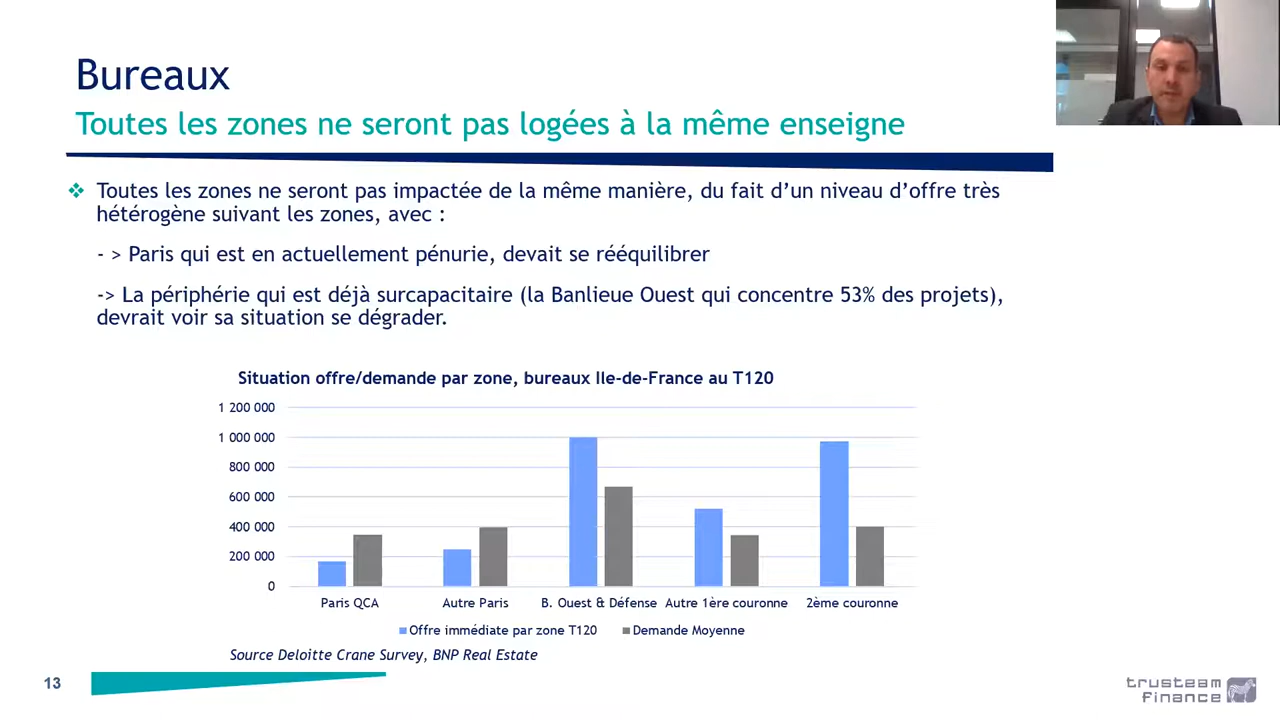 Bureaux
Toutes les zones ne seront pas logées à la même enseigne
❖ Toutes les zones ne seront pas impactée de la même manière, du fait d’un niveau d’offre très
hétérogène suivant les zones, avec :
- > Paris qui est en actuellement pénurie, devait se rééquilibrer
-> La périphérie qui est déjà surcapacitaire (la Banlieue Ouest qui concentre 53% des projets),
devrait voir sa situation se dégrader.
Situation offre/demande par zone, bureaux Ile-de-France au T120
1 200 000
1 000 000
800 000
600 000
400 000
200 000
0
Paris QCA Autre Paris B. Ouest & Défense Autre 1ère couronne 2ème couronne
Offre immédiate par zone T120 Demande Moyenne
Source Deloitte Crane Survey, BNP Real Estate
13
trusteam
finance